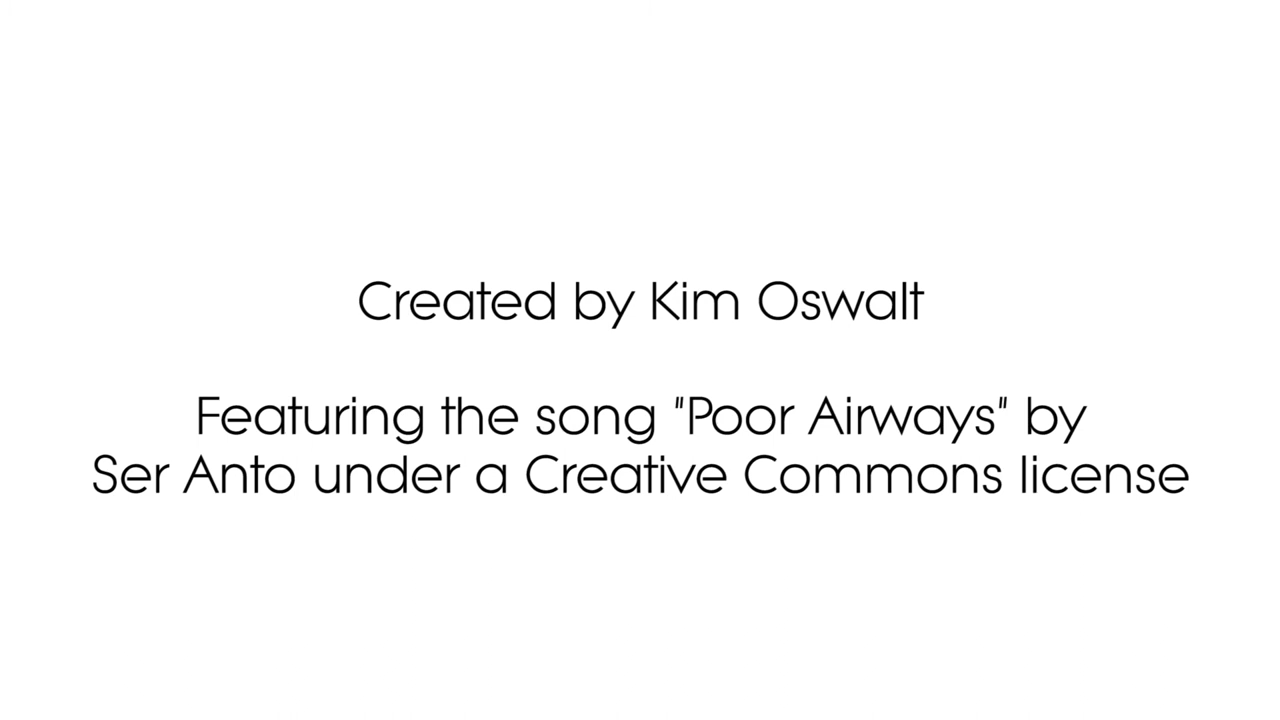 Created by Kim Oswalt
Featuring the song "Poor Airways" by
Ser Anto under a Creative Commons license